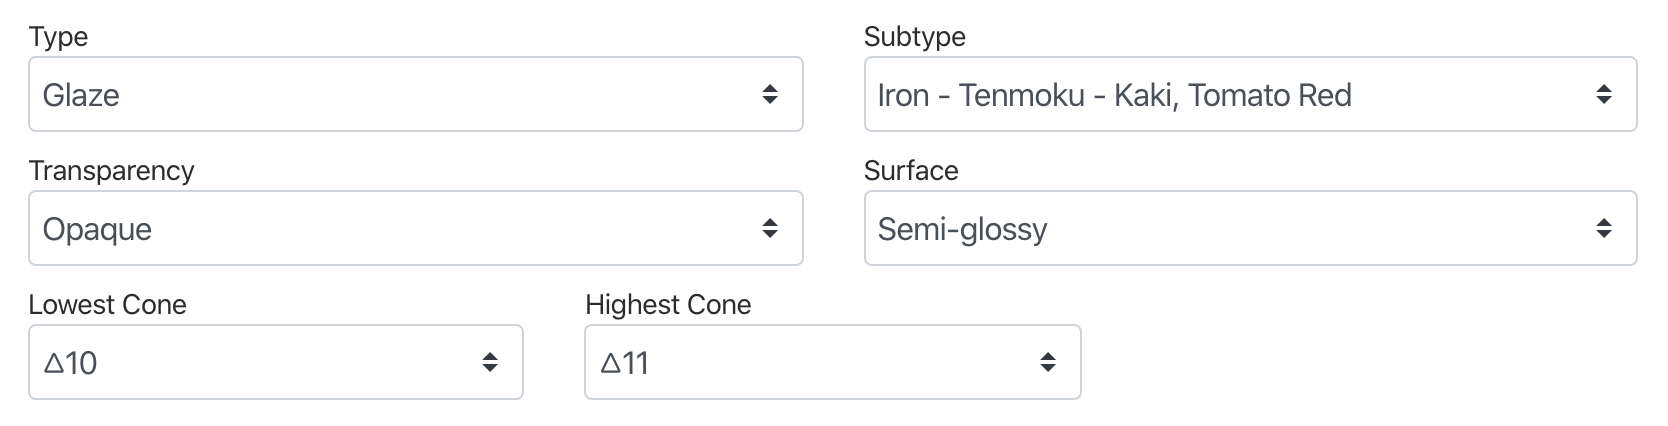 Type
Subtype
Glaze
Iron - Tenmoku - Kaki, Tomato Red
Transparency
Surface
Opaque
Semi-glossy
Lowest Cone
Highest Cone
Δ10
Δ11